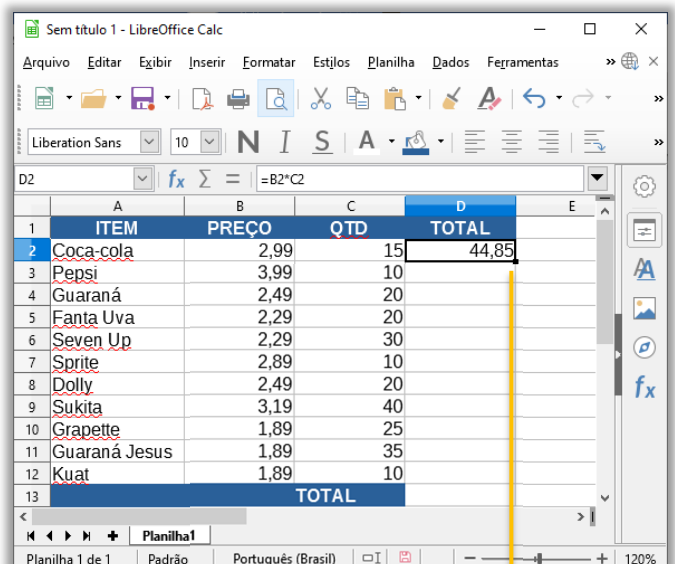 Sem título 1 - LibreOffice Calc
Arquivo Editar Exibir Inserir Formatar Estilos Planilha Dados Ferramentas »
»
Liberation Sans 10 N I S A »
D2 fx Σ = =B2*C2
A B C D E
1 ITEM PREÇO QTD TOTAL
2 Coca-cola 2,99 15 44,85
3 Pepsi 3,99 10
4 Guaraná 2,49 20
5 Fanta Uva 2,29 20
6 Seven Up 2,29 30
7 Sprite 2,89 10
8 Dolly 2,49 20
9 Sukita 3,19 40
10 Grapette 1,89 25
11 Guaraná Jesus 1,89 35
12 Kuat 1,89 10
13 TOTAL
Planilha1
Planilha 1 de 1 Padrão Português (Brasil) 120%